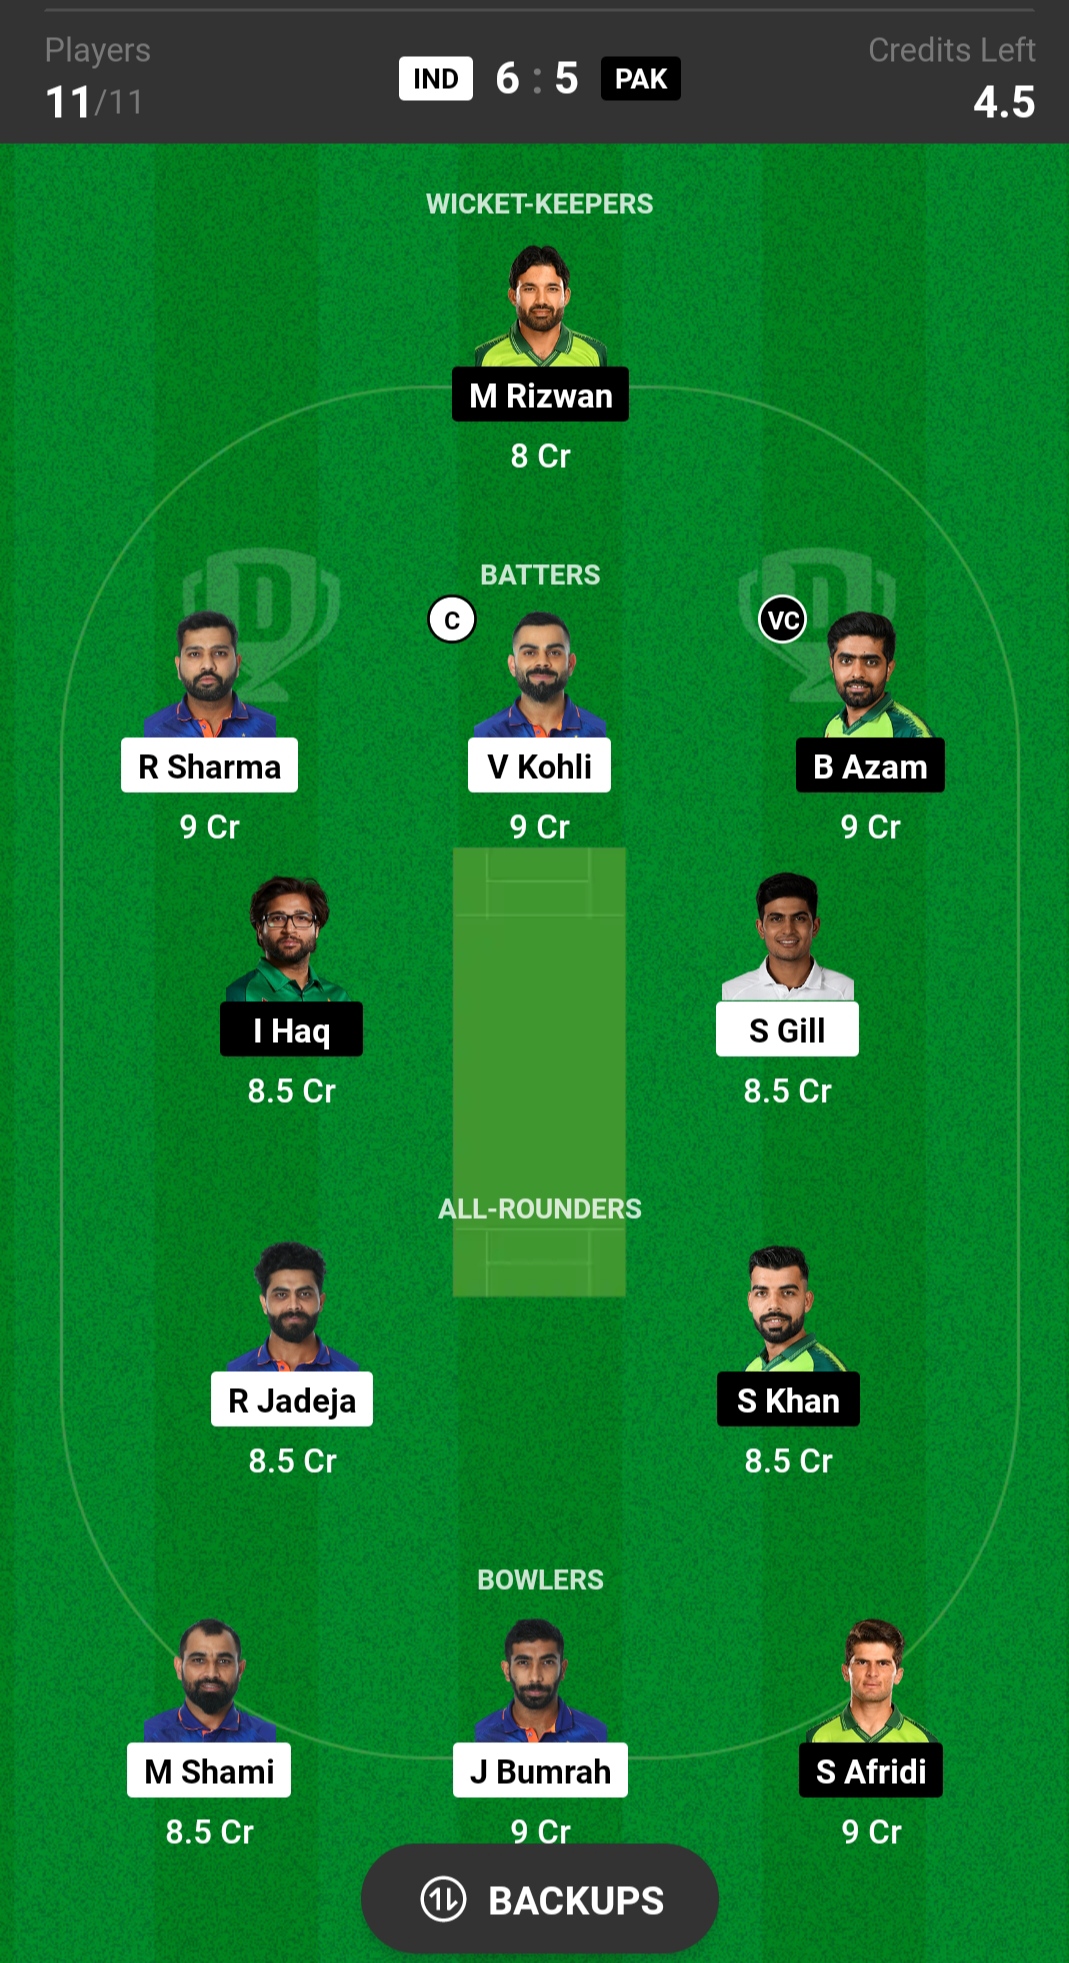 Players
11/11
IND 6 : 5 PAK
Credits Left
4.5
WICKET-KEEPERS
M Rizwan
8 Cr
BATTERS
C
VC
R Sharma
V Kohli
B Azam
9 Cr
9 Cr
9 Cr
I Haq
S Gill
8.5 Cr
8.5 Cr
ALL-ROUNDERS
R Jadeja
S Khan
8.5 Cr
8.5 Cr
BOWLERS
M Shami
J Bumrah
S Afridi
8.5 Cr
9 Cr
9 Cr
BACKUPS